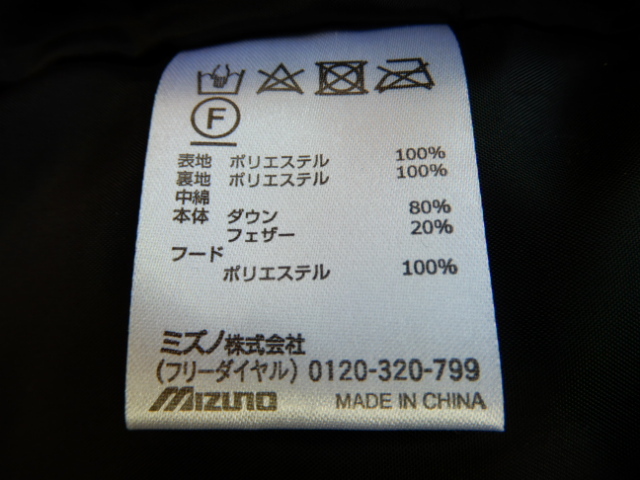 F
表地 ポリエステル 100%
裏地 ポリエステル 100%
中綿
本体 ダウン 80%
フェザー 20%
フード
ポリエステル 100%
ミズノ株式会社
(フリーダイヤル) 0120-320-799
MIZUNO MADE IN CHINA